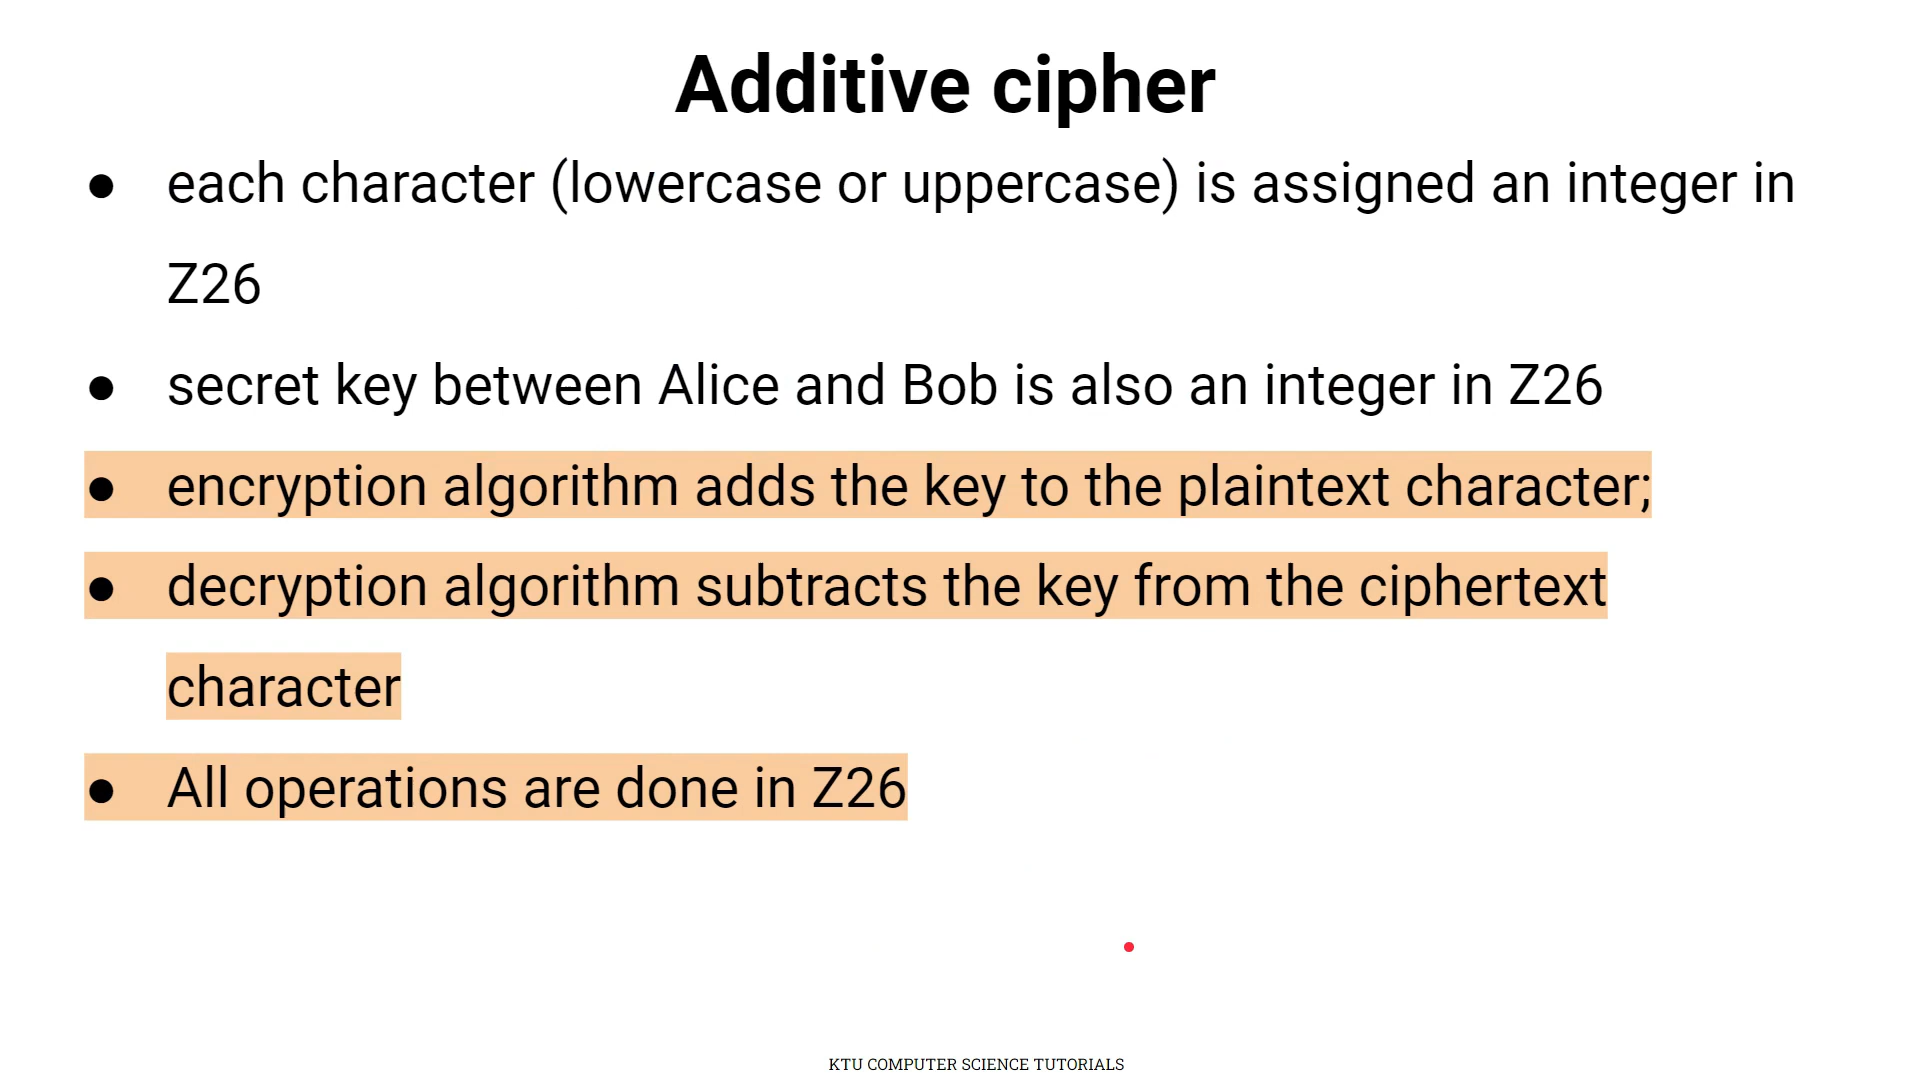 Additive cipher
● each character (lowercase or uppercase) is assigned an integer in
Z26
● secret key between Alice and Bob is also an integer in Z26
● encryption algorithm adds the key to the plaintext character;
● decryption algorithm subtracts the key from the ciphertext
character
● All operations are done in Z26
KTU COMPUTER SCIENCE TUTORIALS